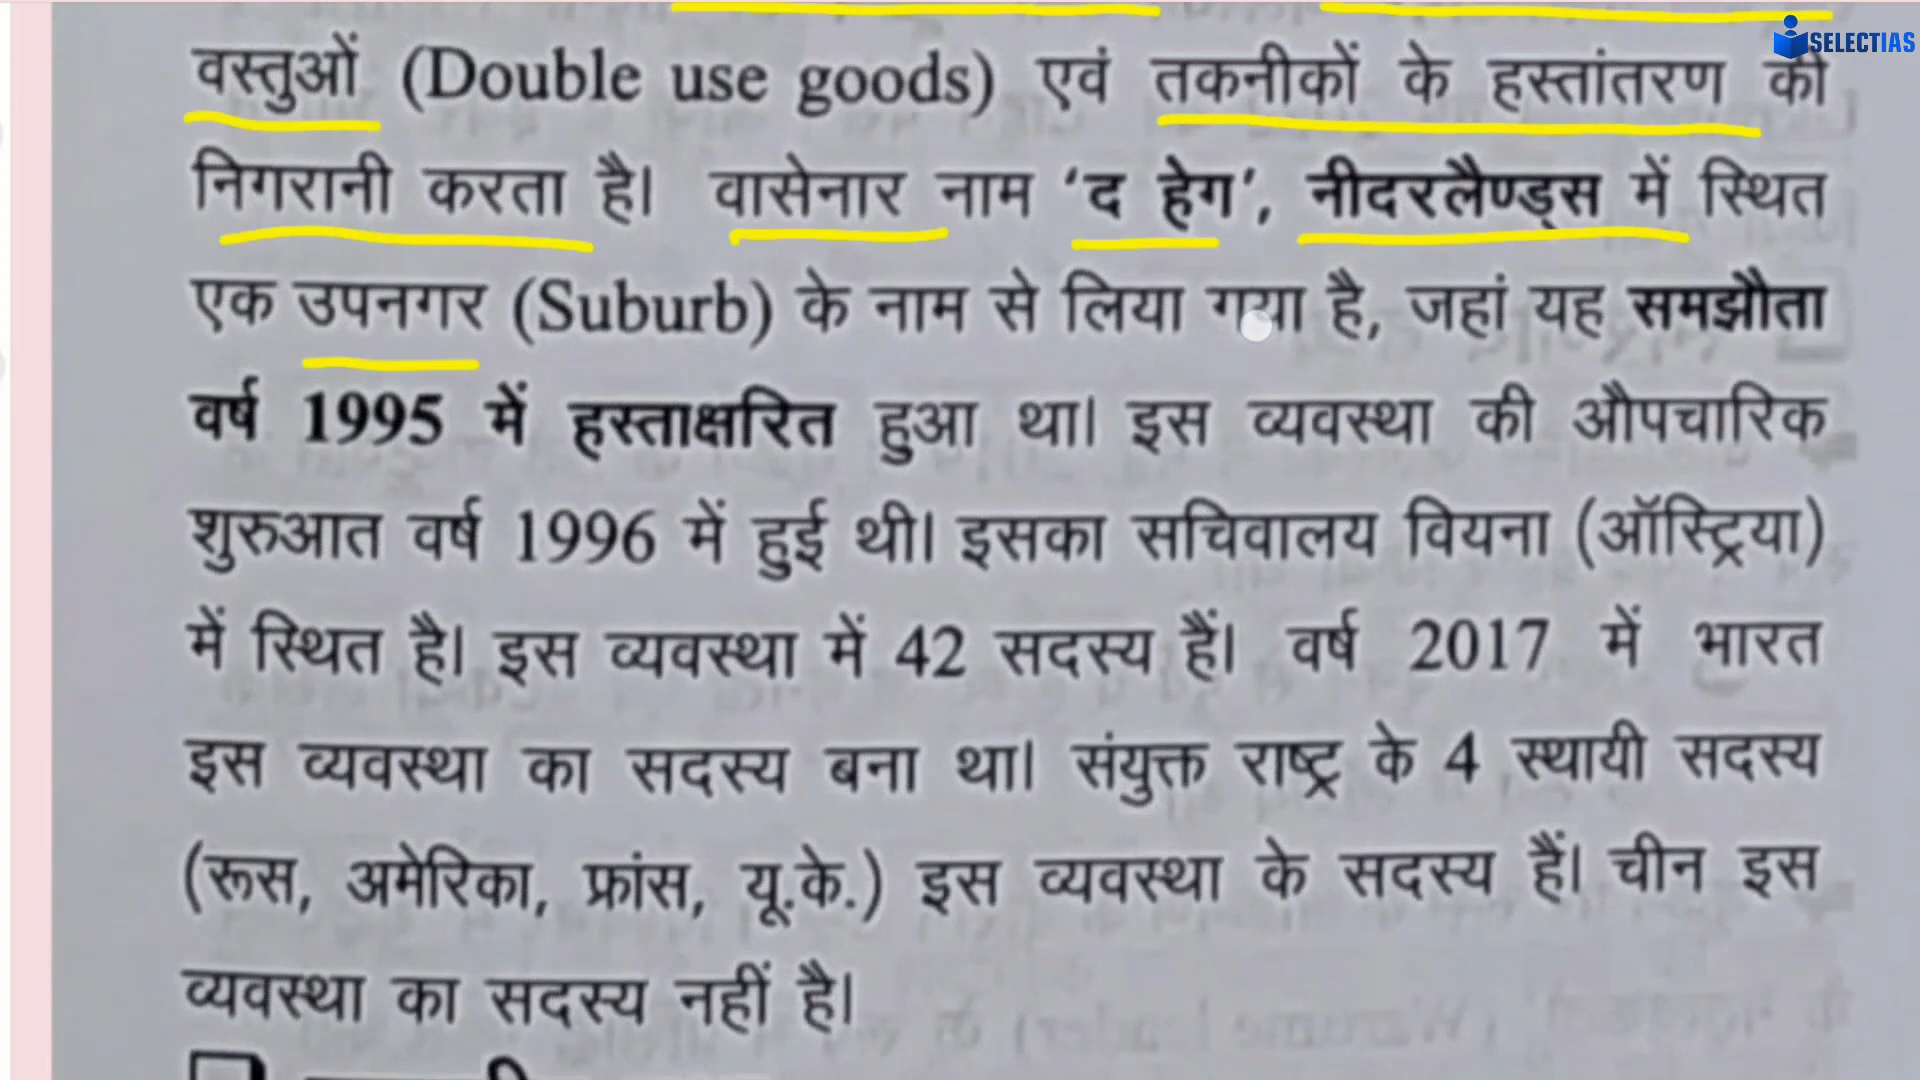 SELECTIAS
वस्तुओं (Double use goods) एवं तकनीकों के हस्तांतरण की
निगरानी करता है। वासेनार नाम ‘द हेग’, नीदरलैण्ड्स में स्थित
एक उपनगर (Suburb) के नाम से लिया गया है, जहां यह समझौता
वर्ष 1995 में हस्ताक्षरित हुआ था। इस व्यवस्था की औपचारिक
शुरुआत वर्ष 1996 में हुई थी। इसका सचिवालय वियना (ऑस्ट्रिया)
में स्थित है। इस व्यवस्था में 42 सदस्य हैं। वर्ष 2017 में भारत
इस व्यवस्था का सदस्य बना था। संयुक्त राष्ट्र के 4 स्थायी सदस्य
(रूस, अमेरिका, फ्रांस, यू.के.) इस व्यवस्था के सदस्य हैं। चीन इस
व्यवस्था का सदस्य नहीं है।